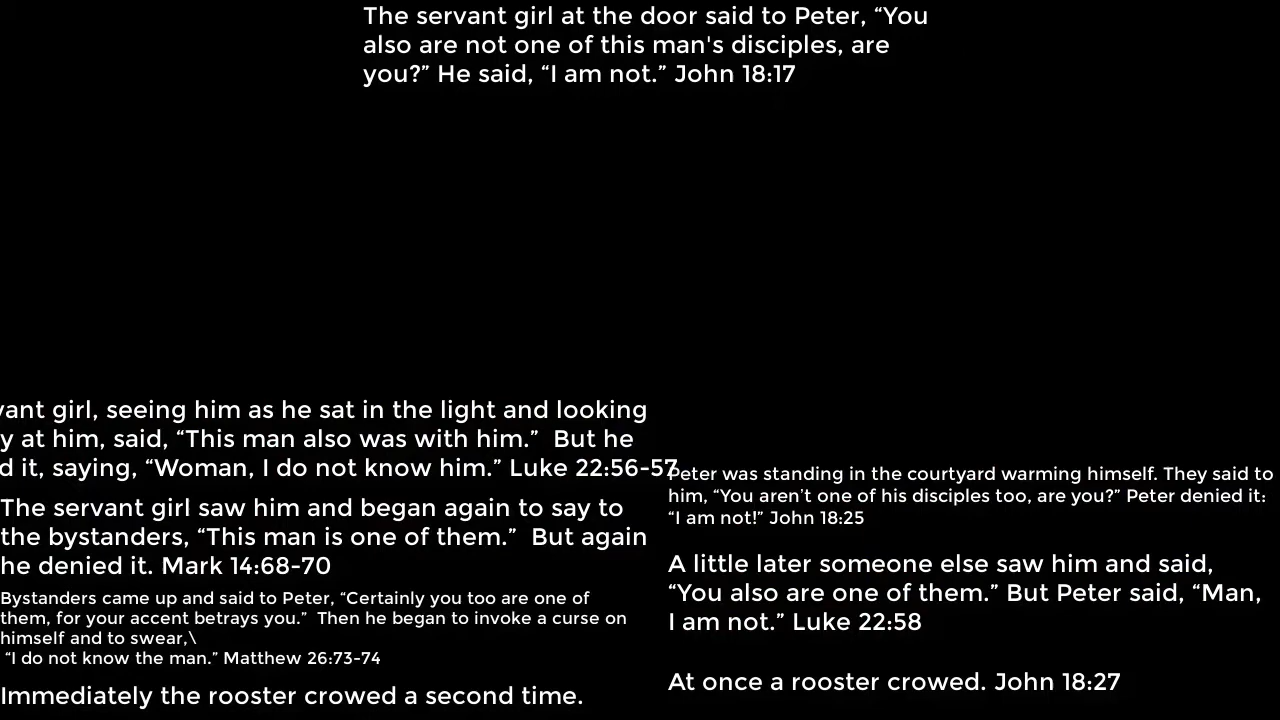 The servant girl at the door said to Peter, “You
also are not one of this man's disciples, are
you?” He said, “I am not.” John 18:17
vant girl, seeing him as he sat in the light and looking
y at him, said, “This man also was with him.”  But he
d it, saying, “Woman, I do not know him.” Luke 22:56-57
The servant girl saw him and began again to say to
the bystanders, “This man is one of them.”  But again
he denied it. Mark 14:68-70
Bystanders came up and said to Peter, “Certainly you too are one of
them, for your accent betrays you.”  Then he began to invoke a curse on
himself and to swear,\
“I do not know the man.” Matthew 26:73-74
Immediately the rooster crowed a second time.
Peter was standing in the courtyard warming himself. They said to
him, “You aren’t one of his disciples too, are you?” Peter denied it:
“I am not!” John 18:25
A little later someone else saw him and said,
“You also are one of them.” But Peter said, “Man,
I am not.” Luke 22:58
At once a rooster crowed. John 18:27